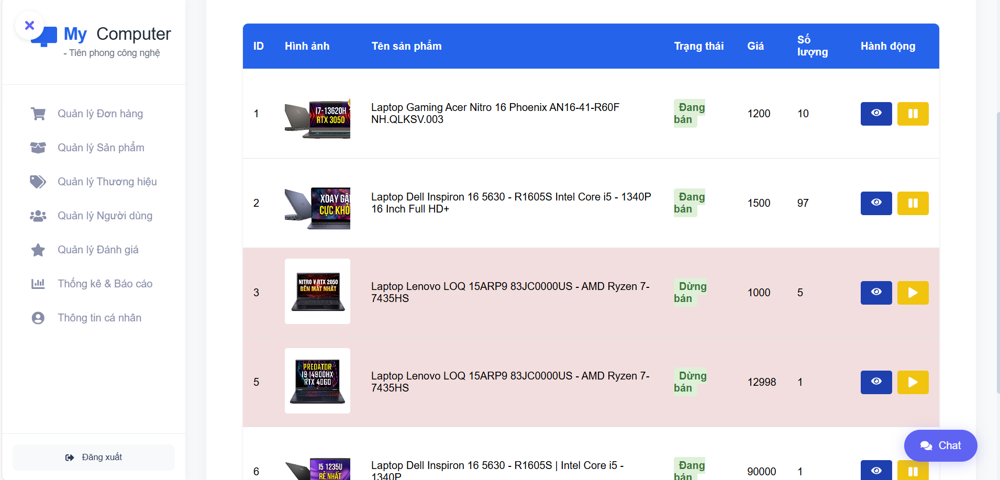 My Computer
- Tiên phong công nghệ
Quản lý Đơn hàng
Quản lý Sản phẩm
Quản lý Thương hiệu
Quản lý Người dùng
Quản lý Đánh giá
Thống kê & Báo cáo
Thông tin cá nhân
Đăng xuất
ID Hình ảnh Tên sản phẩm Trạng thái Giá Số lượng Hành động
1
I7-13620H
RTX 3050
Laptop Gaming Acer Nitro 16 Phoenix AN16-41-R60F
NH.QLKSV.003
Đang
bán
1200
10
2
XOAY GẬ
CỰC KHỎ
Laptop Dell Inspiron 16 5630 - R1605S Intel Core i5 - 1340P
16 Inch Full HD+
Đang
bán
1500
97
3
NITRO V RTX 2050
BỀN MÁT NHẤT
Laptop Lenovo LOQ 15ARP9 83JC0000US - AMD Ryzen 7-
7435HS
Dừng
bán
1000
5
5
PREDATOR
I9 14900HX
RTX 4060
Laptop Lenovo LOQ 15ARP9 83JC0000US - AMD Ryzen 7-
7435HS
Dừng
bán
12998
1
6
I5 1235U
RẺ NHẤT
Laptop Dell Inspiron 16 5630 - R1605S | Intel Core i5 -
1340P
Đang
bán
90000
1
Chat